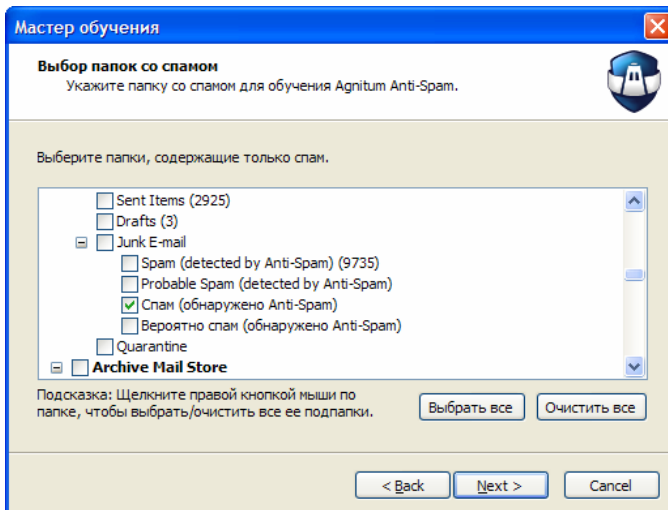 Мастер обучения
Выбор папок со спамом
Укажите папку со спамом для обучения Agnitum Anti-Spam.
Выберите папки, содержащие только спам.
Sent Items (2925)
Drafts (3)
Junk E-mail
Spam (detected by Anti-Spam) (9735)
Probable Spam (detected by Anti-Spam)
Спам (обнаружено Anti-Spam)
Вероятно спам (обнаружено Anti-Spam)
Quarantine
Archive Mail Store
Подсказка: Щелкните правой кнопкой мыши по
папке, чтобы выбрать/очистить все ее подпапки.
Выбрать все
Очистить все
< Back
Next >
Cancel